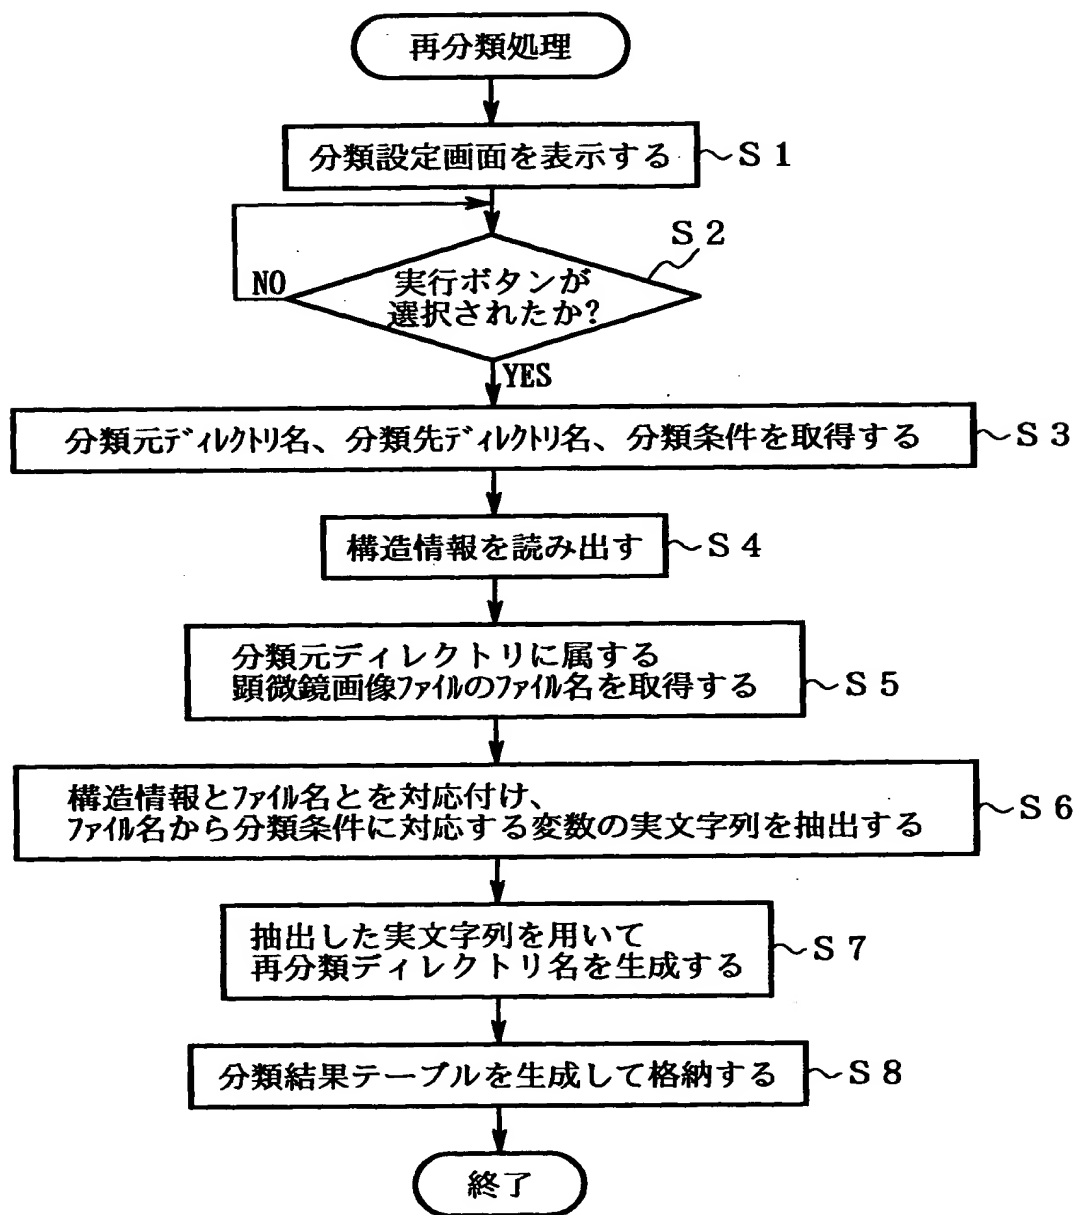 再分類処理
分類設定画面を表示する
S1
S2
実行ボタンが
選択されたか?
NO
YES
分類元ディレクトリ名、分類先ディレクトリ名、分類条件を取得する
S3
構造情報を読み出す
S4
分類元ディレクトリに属する
顕微鏡画像ファイルのファイル名を取得する
S5
構造情報とファイル名とを対応付け、
ファイル名から分類条件に対応する変数の実文字列を抽出する
S6
抽出した実文字列を用いて
再分類ディレクトリ名を生成する
S7
分類結果テーブルを生成して格納する
S8
終了